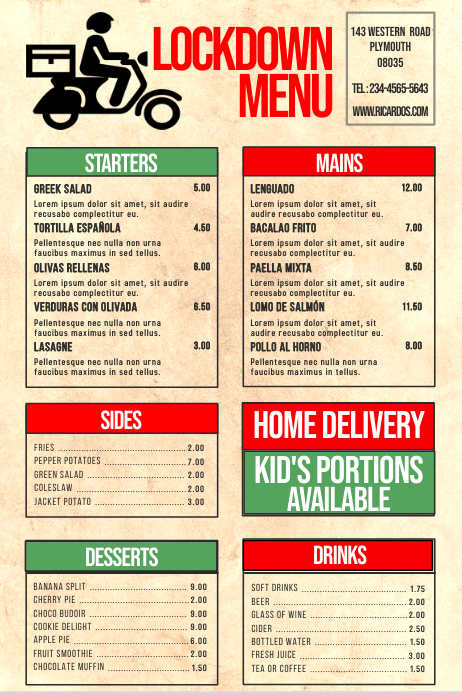 LOCKDOWN
MENU
143 WESTERN ROAD
PLYMOUTH
08035
TEL: 234-4565-5643
WWW.RICARDOS.COM
STARTERS
GREEK SALAD 5.00
Lorem ipsum dolor sit amet, sit audire
recusabo complectitur eu.
TORTILLA ESPAÑOLA 4.50
Pellentesque nec nulla non urna
faucibus maximus in sed tellus.
OLIVAS RELLENAS 6.00
Lorem ipsum dolor sit amet, sit audire
recusabo complectitur eu.
VERDURAS CON OLIVADA 6.50
Pellentesque nec nulla non urna
faucibus maximus in sed tellus.
LASAGNE 3.00
Pellentesque nec nulla non urna
faucibus maximus in sed tellus.
MAINS
LENGUADO 12.00
Lorem ipsum dolor sit amet, sit
audire recusabo complectitur eu.
BACALAO FRITO 7.00
Lorem ipsum dolor sit amet, sit audire
recusabo complectitur eu.
PAELLA MIXTA 8.50
Lorem ipsum dolor sit amet, sit audire
recusabo complectitur eu.
LOMO DE SALMÓN 11.50
Lorem ipsum dolor sit amet, sit
audire recusabo complectitur eu.
POLLO AL HORNO 8.00
Pellentesque nec nulla non urna
faucibus maximus in sed tellus.
SIDES
FRIES 2.00
PEPPER POTATOES 7.00
GREEN SALAD 2.00
COLESLAW 2.00
JACKET POTATO 3.00
HOME DELIVERY
KID'S PORTIONS
AVAILABLE
DESSERTS
BANANA SPLIT 9.00
CHERRY PIE 2.00
CHOCO BUDOIR 9.00
COOKIE DELIGHT 9.00
APPLE PIE 6.00
FRUIT SMOOTHIE 2.00
CHOCOLATE MUFFIN 1.50
DRINKS
SOFT DRINKS 1.75
BEER 2.00
GLASS OF WINE 2.00
CIDER 2.50
BOTTLED WATER 1.50
FRESH JUICE 3.00
TEA OR COFFEE 1.50